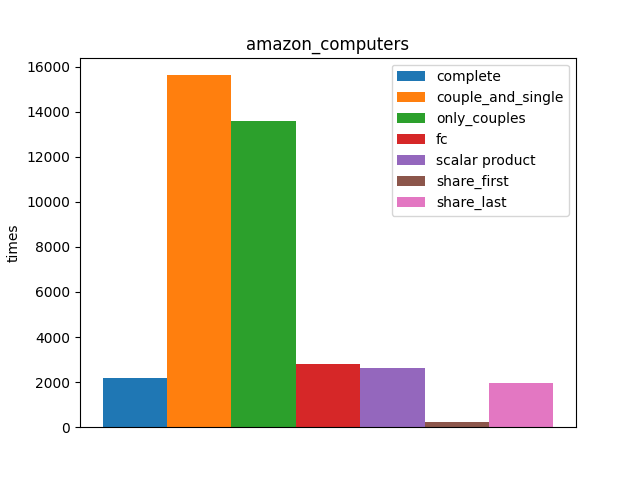 amazon_computers
16000
14000
12000
10000
8000
6000
4000
2000
0
times
complete
couple_and_single
only_couples
fc
scalar product
share_first
share_last